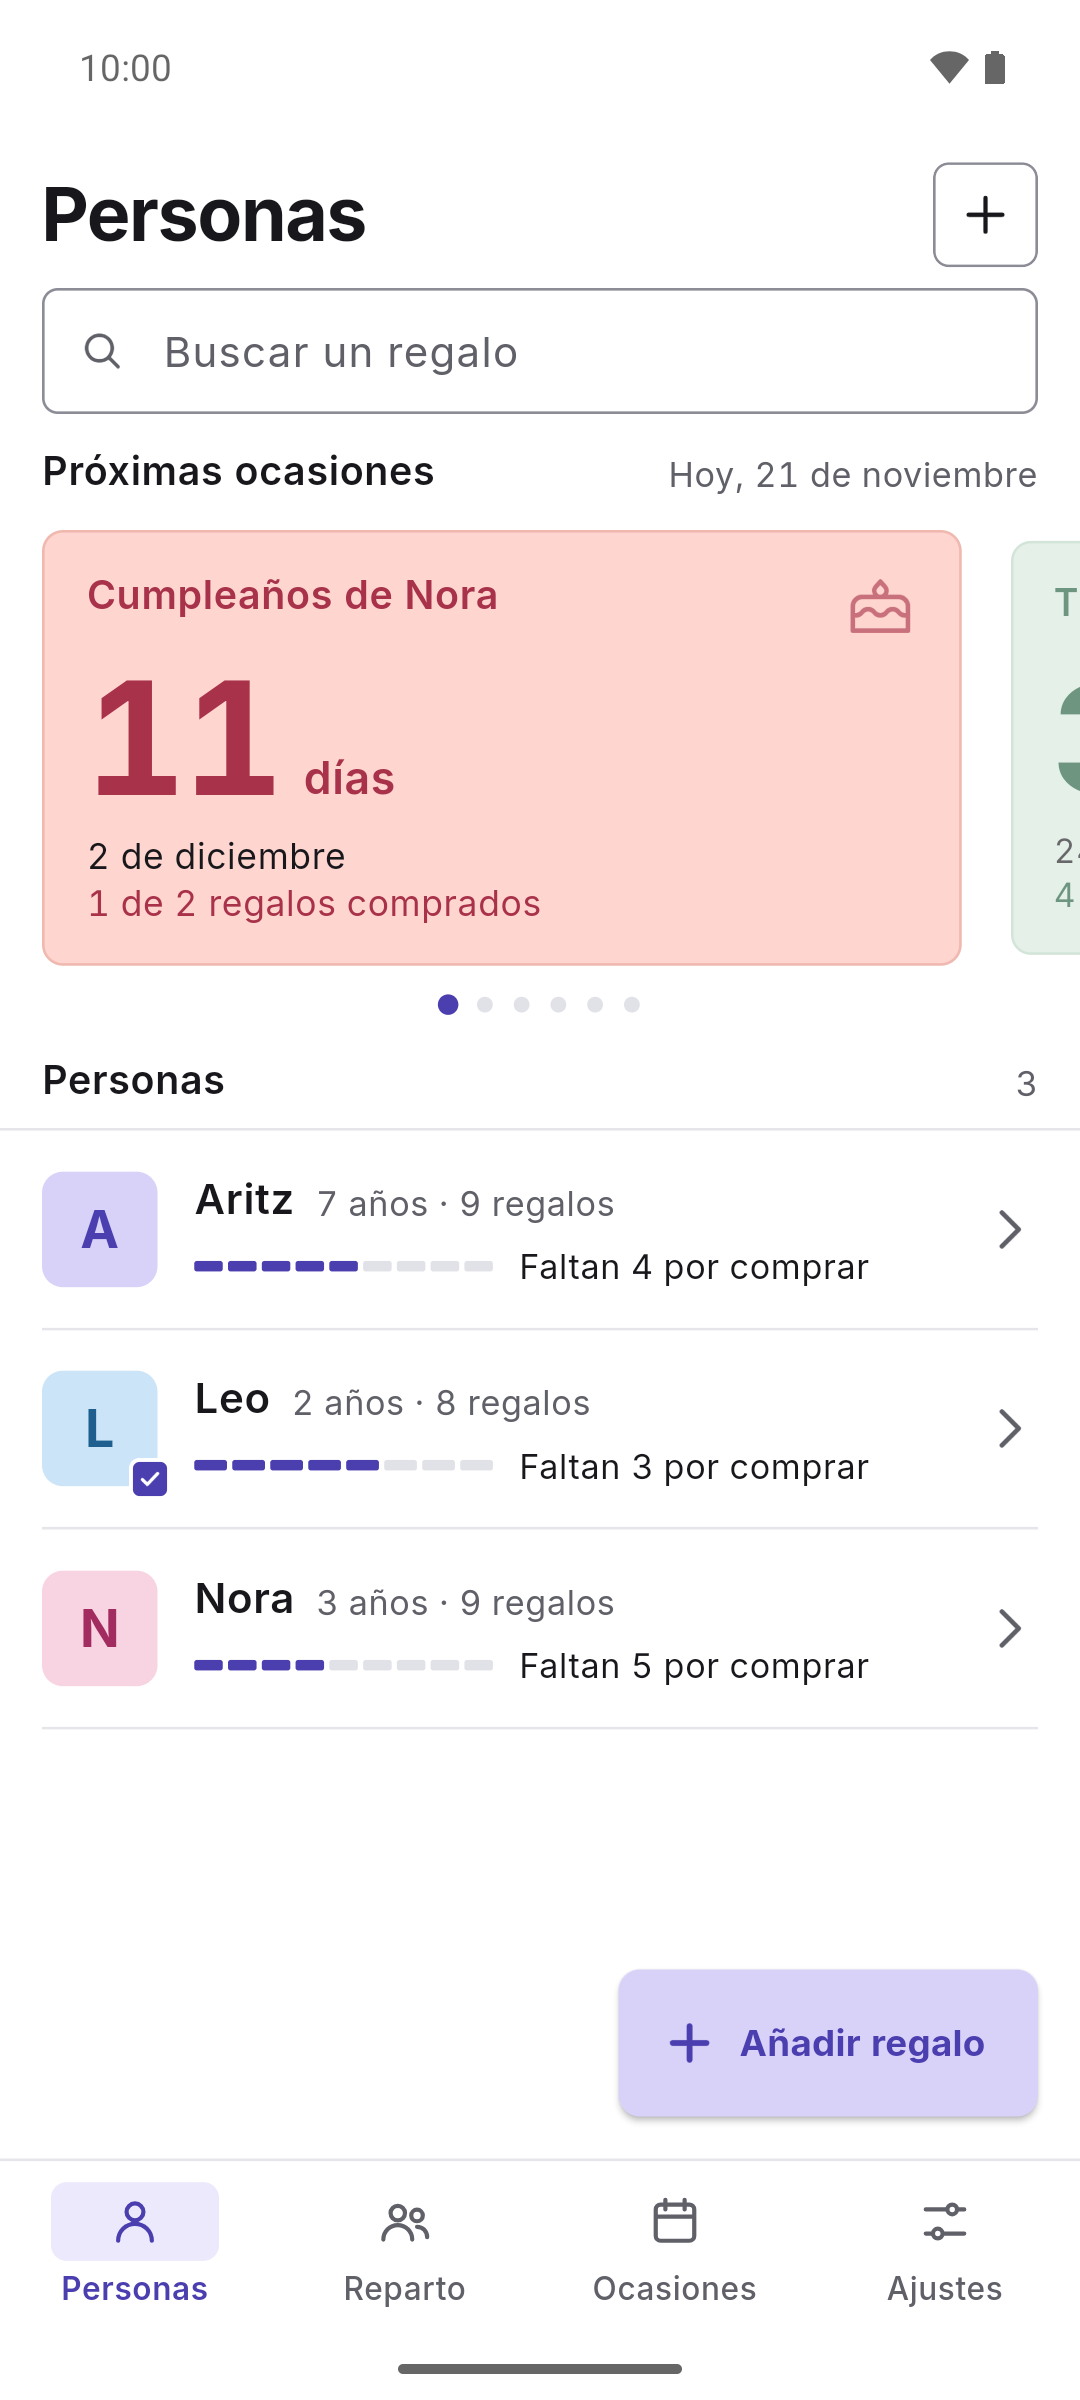 10:00
Personas
Buscar un regalo
Próximas ocasiones
Hoy, 21 de noviembre
Cumpleaños de Nora
11 días
2 de diciembre
1 de 2 regalos comprados
4
Personas
3
A
Aritz 7 años · 9 regalos
Faltan 4 por comprar
L
Leo 2 años · 8 regalos
Faltan 3 por comprar
N
Nora 3 años · 9 regalos
Faltan 5 por comprar
Añadir regalo
Personas
Reparto
Ocasiones
Ajustes